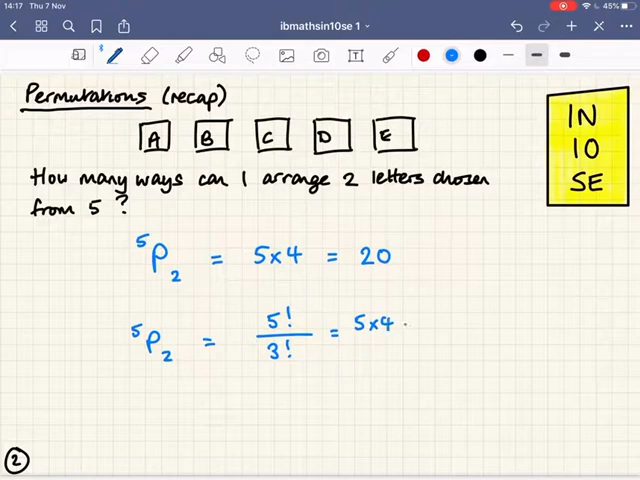 14:17 Thu 7 Nov
45%
ibmathsin10se 1
Permutations (recap)
A B C D E
How many ways can I arrange 2 letters chosen
from 5 ?
⁵P₂ = 5×4 = 20
⁵P₂ = 5!/3! = 5×4
IN
10
SE
2